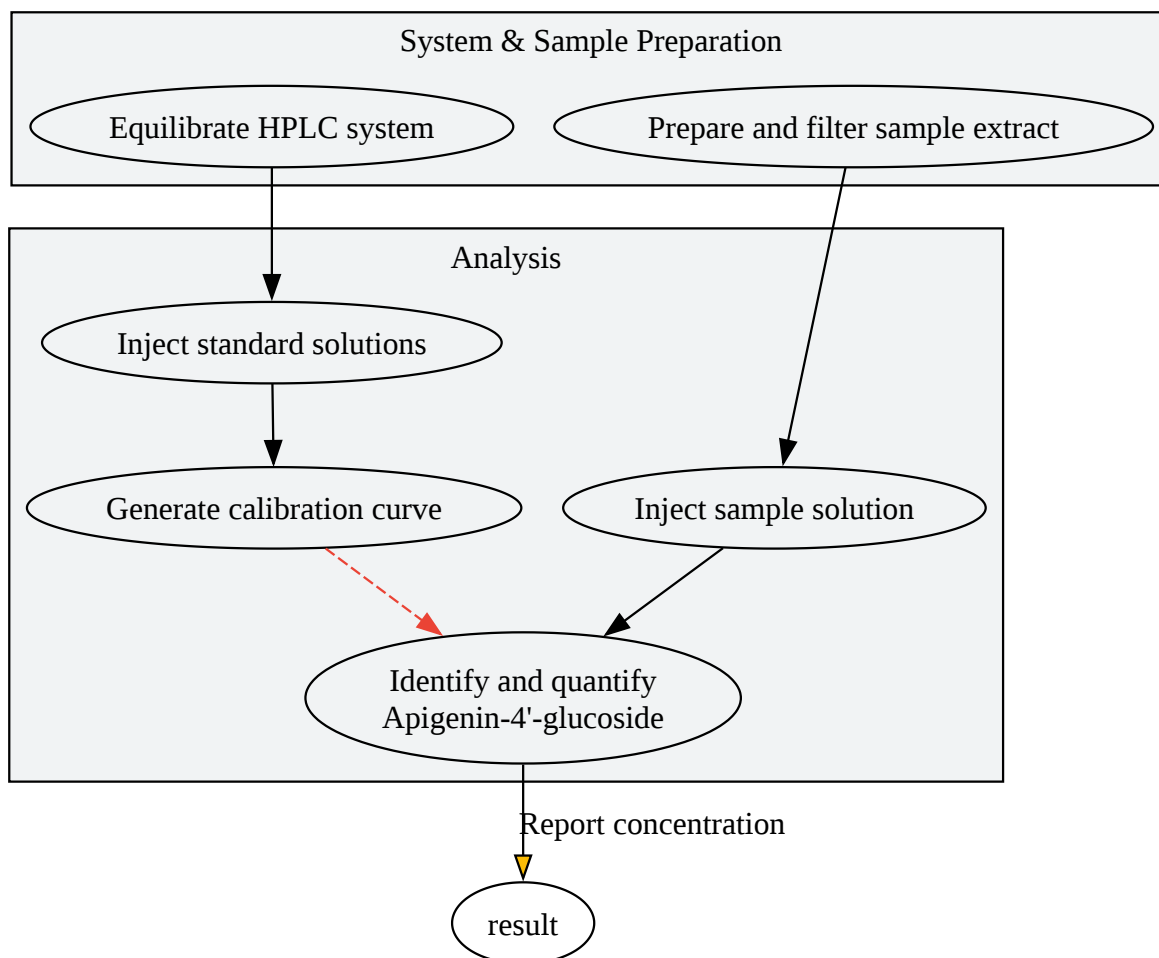 System & Sample Preparation
Equilibrate HPLC system
Prepare and filter sample extract
Analysis
Inject standard solutions
Generate calibration curve
Inject sample solution
Identify and quantify
Apigenin-4'-glucoside
Report concentration
result